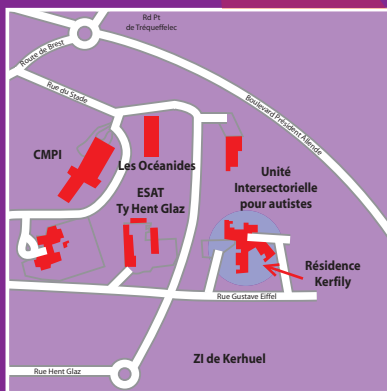 Rd Pt
de Tréqueffelec
Route de Brest
Rue du Stade
Boulevard Président Allende
CMPI
Les Océanides
ESAT
Ty Hent Glaz
Unité
Intersectorielle
pour autistes
Résidence
Kerfily
Rue Gustave Eiffel
ZI de Kerhuel
Rue Hent Glaz